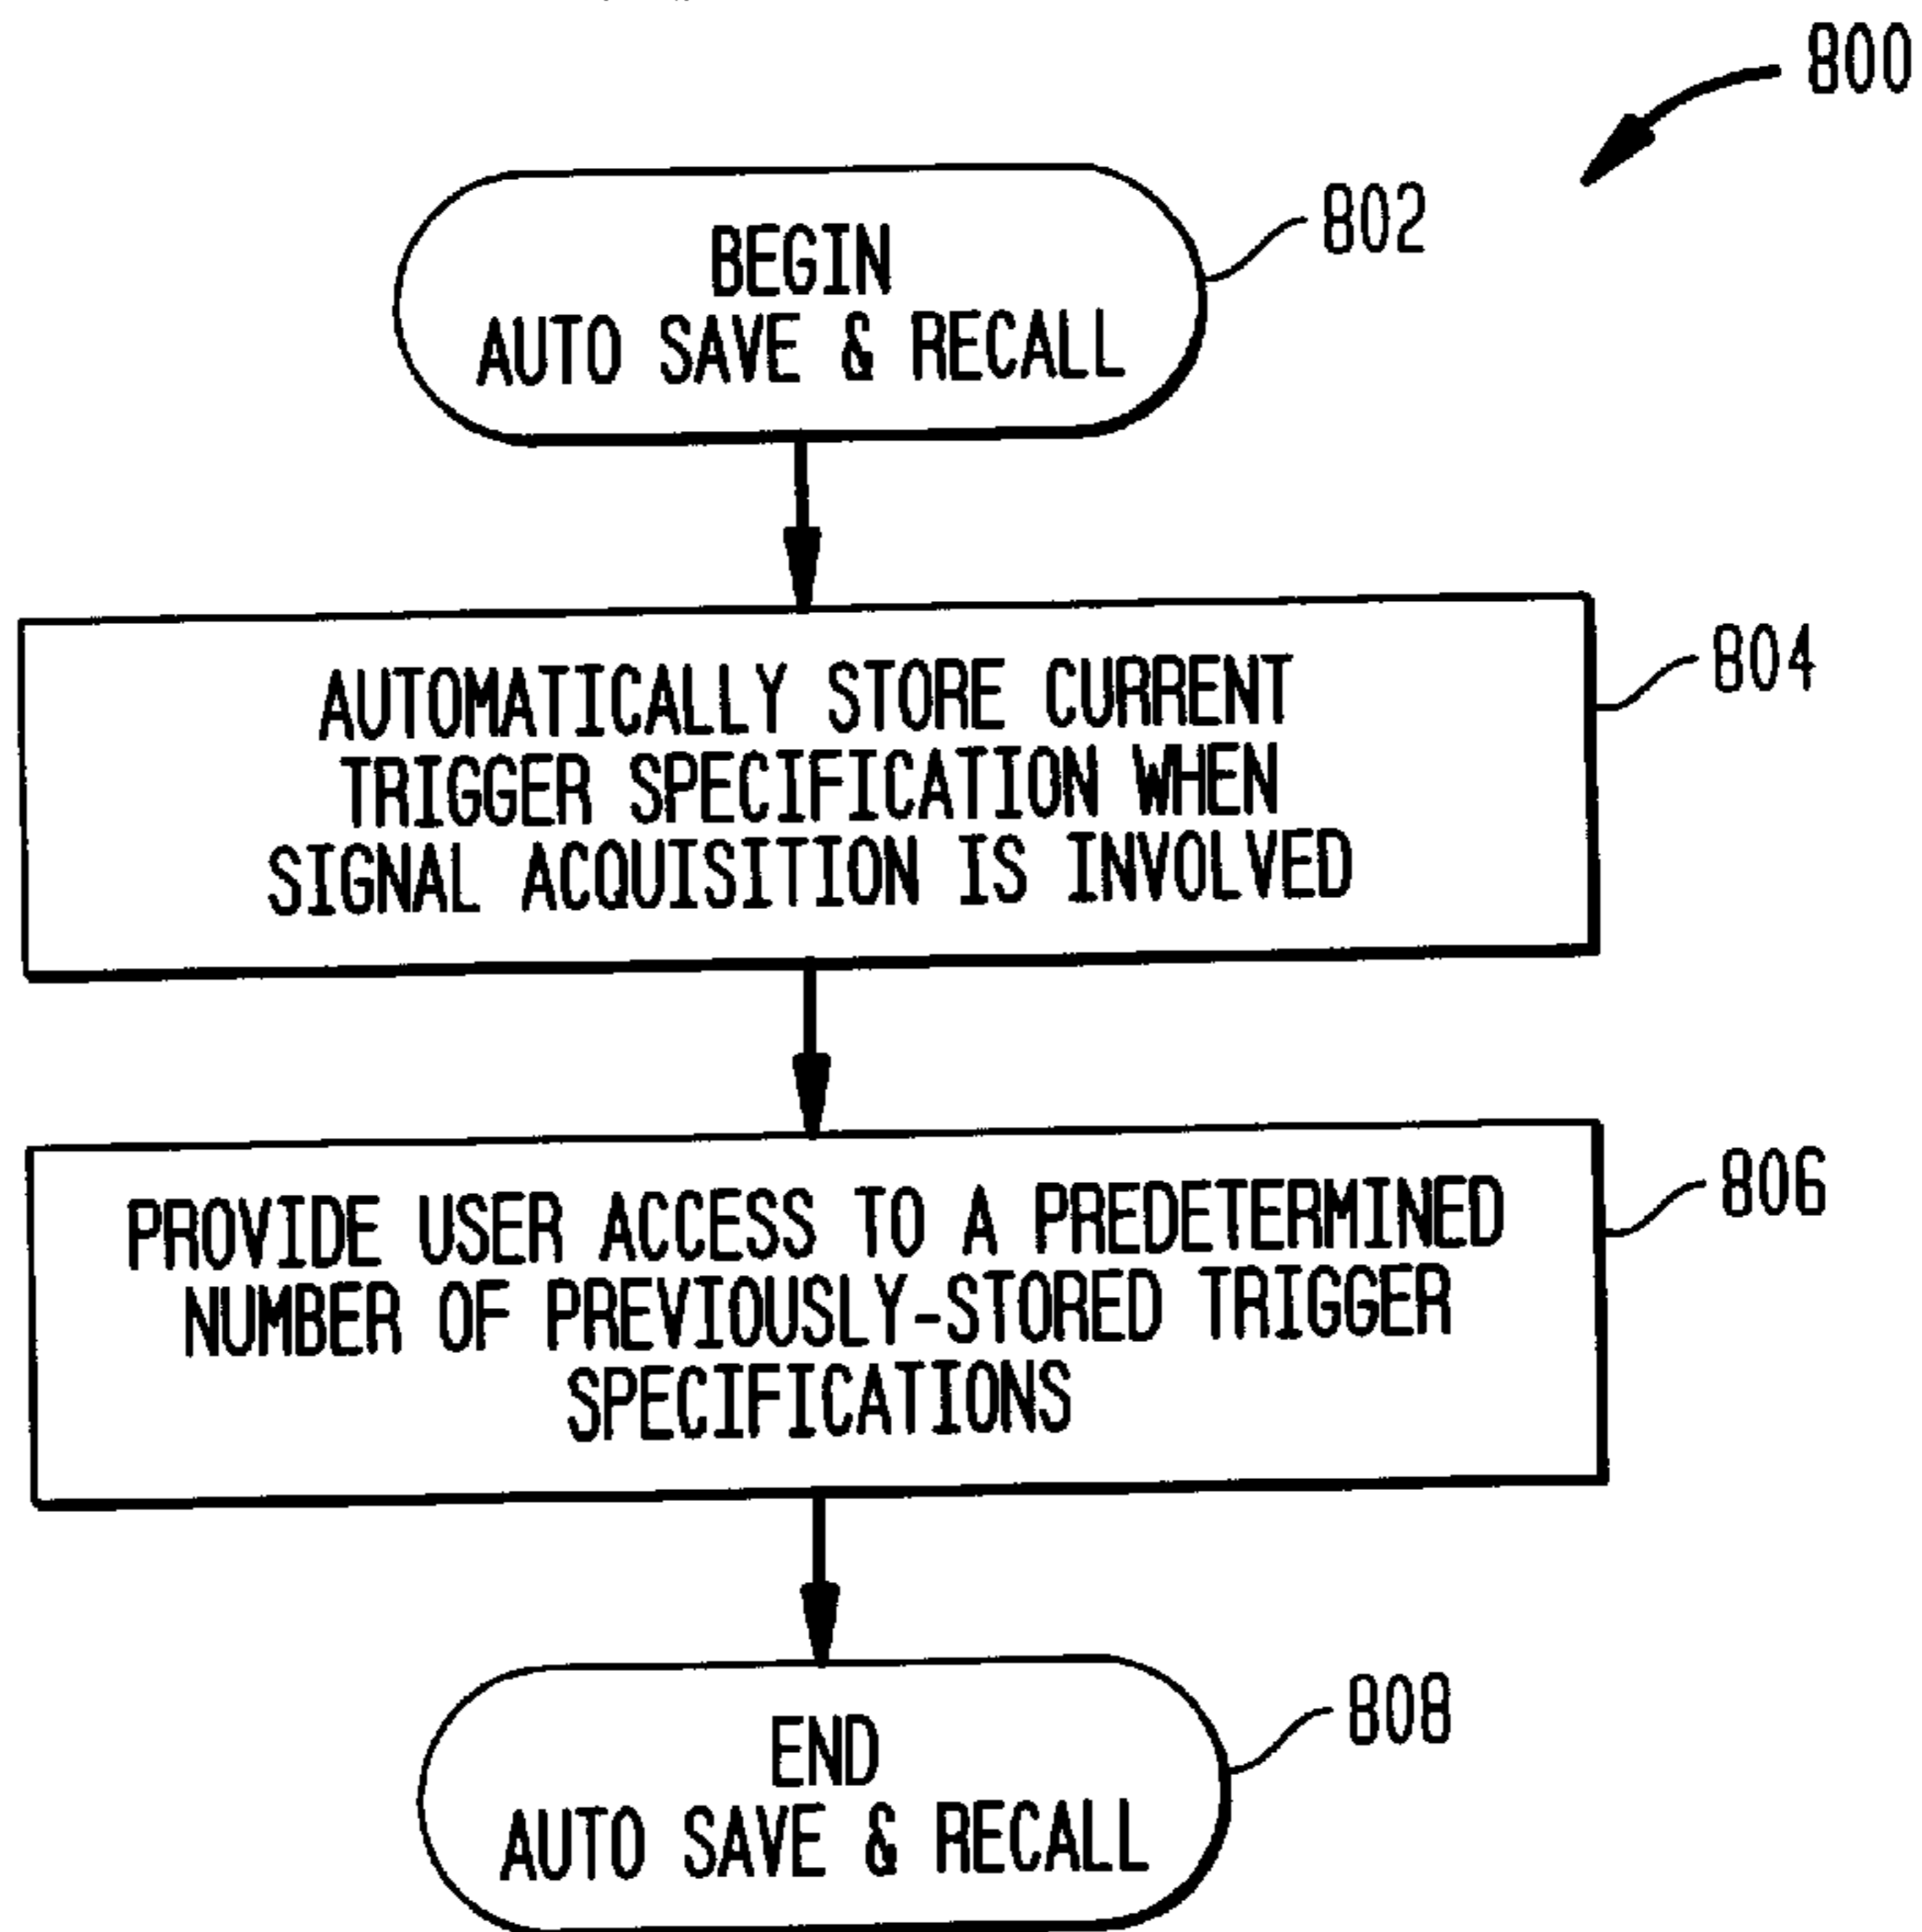 800
BEGIN
AUTO SAVE & RECALL
802
AUTOMATICALLY STORE CURRENT
TRIGGER SPECIFICATION WHEN
SIGNAL ACQUISITION IS INVOLVED
804
PROVIDE USER ACCESS TO A PREDETERMINED
NUMBER OF PREVIOUSLY-STORED TRIGGER
SPECIFICATIONS
806
END
AUTO SAVE & RECALL
808